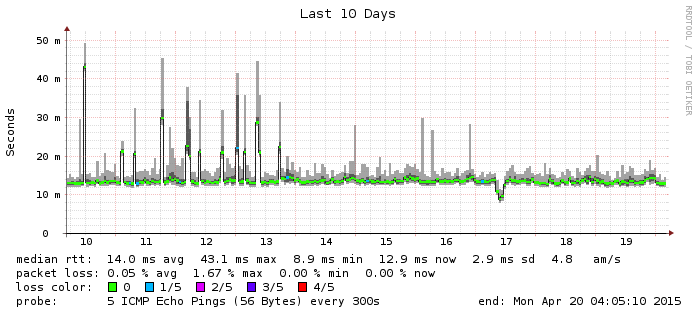 Last 10 Days
RRDTOOL / TOBI OETIKER
Seconds
50 m
40 m
30 m
20 m
10 m
0
10 11 12 13 14 15 16 17 18 19
median rtt: 14.0 ms avg 43.1 ms max 8.9 ms min 12.9 ms now 2.9 ms sd 4.8 am/s
packet loss: 0.05 % avg 1.67 % max 0.00 % min 0.00 % now
loss color: 0 1/5 2/5 3/5 4/5
probe: 5 ICMP Echo Pings (56 Bytes) every 300s end: Mon Apr 20 04:05:10 2015